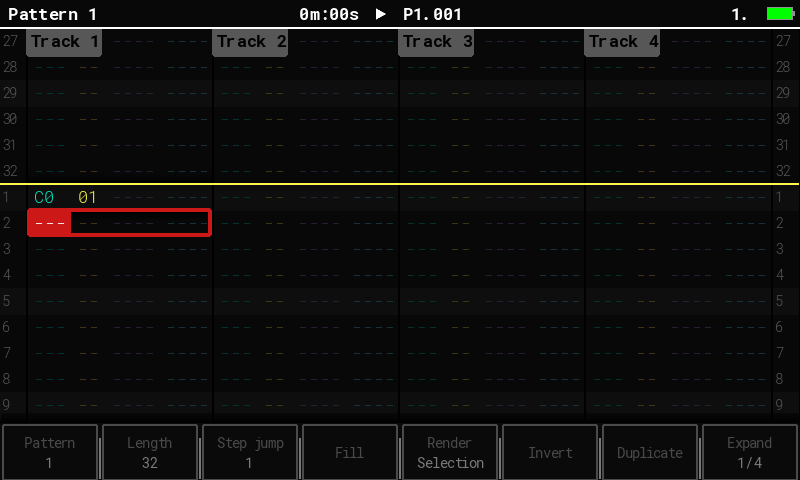 Pattern 1 0m:00s ▶ P1.001 1.
27 Track 1 Track 2 Track 3 Track 4 27
28 --- -- ---- ---- --- -- ---- ---- --- -- ---- ---- --- -- ---- ---- 28
29 --- -- ---- ---- --- -- ---- ---- --- -- ---- ---- --- -- ---- ---- 29
30 --- -- ---- ---- --- -- ---- ---- --- -- ---- ---- --- -- ---- ---- 30
31 --- -- ---- ---- --- -- ---- ---- --- -- ---- ---- --- -- ---- ---- 31
32 --- -- ---- ---- --- -- ---- ---- --- -- ---- ---- --- -- ---- ---- 32
1 C0 01 ---- ---- --- -- ---- ---- --- -- ---- ---- --- -- ---- ---- 1
2 --- -- ---- ---- --- -- ---- ---- --- -- ---- ---- --- -- ---- ---- 2
3 --- -- ---- ---- --- -- ---- ---- --- -- ---- ---- --- -- ---- ---- 3
4 --- -- ---- ---- --- -- ---- ---- --- -- ---- ---- --- -- ---- ---- 4
5 --- -- ---- ---- --- -- ---- ---- --- -- ---- ---- --- -- ---- ---- 5
6 --- -- ---- ---- --- -- ---- ---- --- -- ---- ---- --- -- ---- ---- 6
7 --- -- ---- ---- --- -- ---- ---- --- -- ---- ---- --- -- ---- ---- 7
8 --- -- ---- ---- --- -- ---- ---- --- -- ---- ---- --- -- ---- ---- 8
9 --- -- ---- ---- --- -- ---- ---- --- -- ---- ---- --- -- ---- ---- 9
Pattern Length Step jump Fill Render Invert Duplicate Expand
1 32 1 Selection 1/4